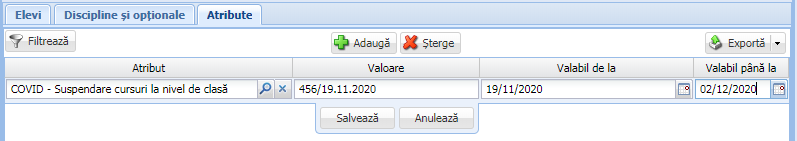 Elevi Discipline și opționale Atribute
Filtrează Adaugă Șterge Exportă
Atribut Valoare Valabil de la Valabil până la
COVID - Suspendare cursuri la nivel de clasă 456/19.11.2020 19/11/2020 02/12/2020
Salvează Anulează